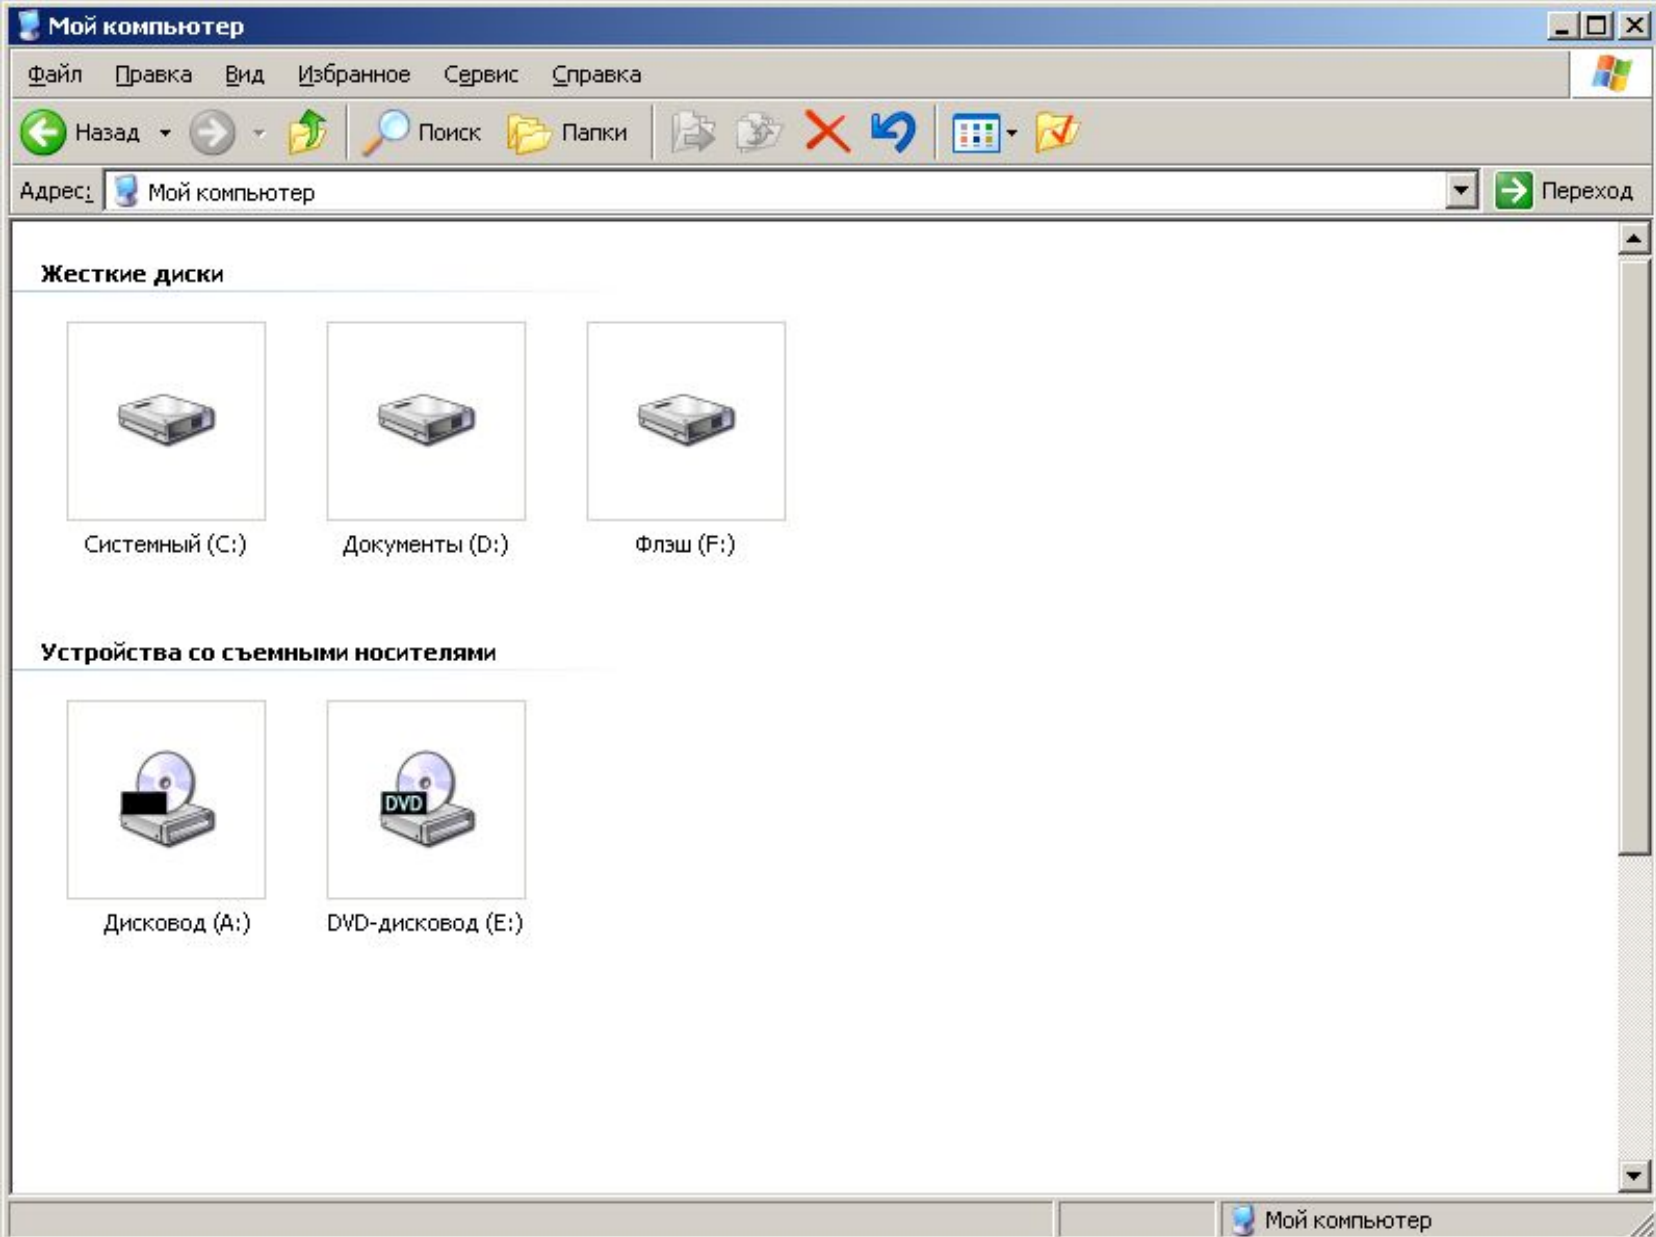 Мой компьютер
Файл Правка Вид Избранное Сервис Справка
Назад Поиск Папки
Адрес: Мой компьютер Переход
Жесткие диски
Системный (C:) Документы (D:) Флэш (F:)
Устройства со съемными носителями
DVD
Дисковод (A:) DVD-дисковод (E:)
Мой компьютер